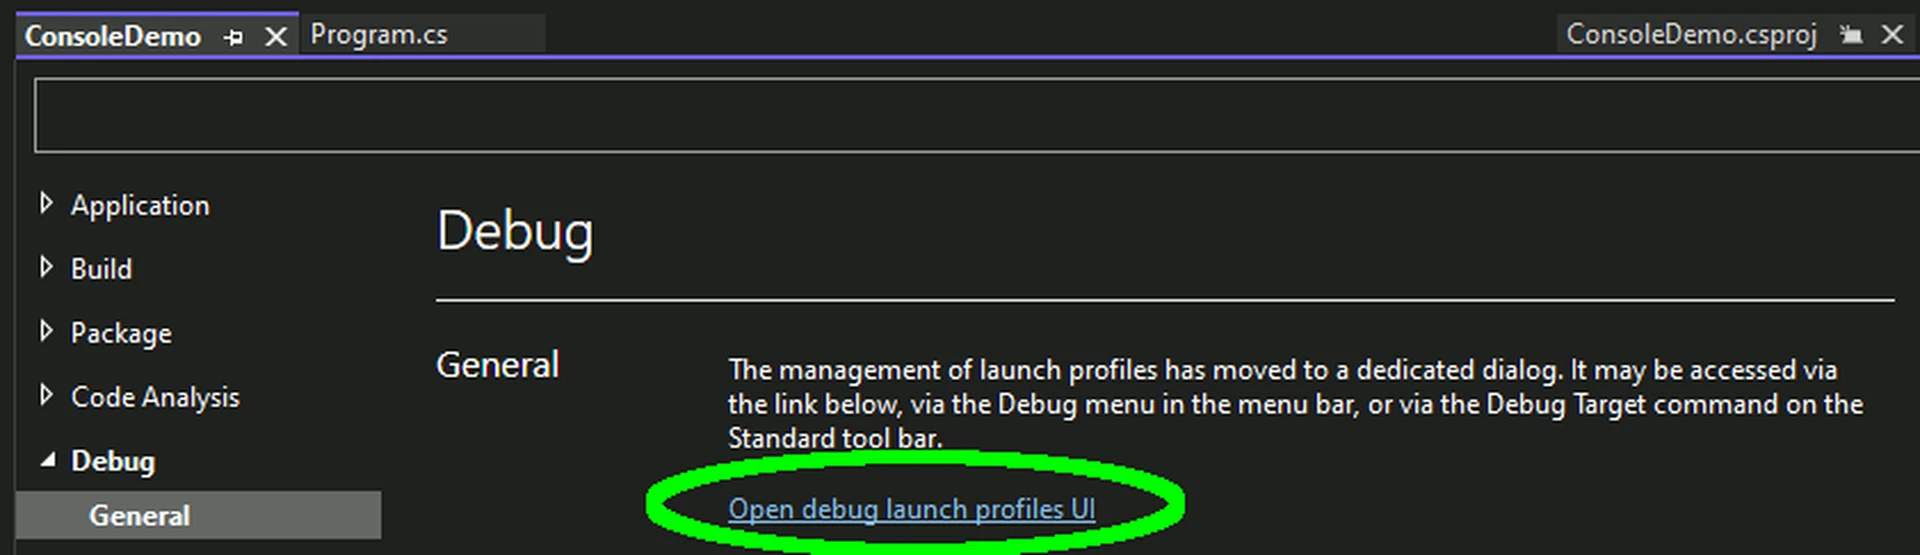 ConsoleDemo
Program.cs
ConsoleDemo.csproj
Application
Build
Package
Code Analysis
Debug
General
Debug
General
The management of launch profiles has moved to a dedicated dialog. It may be accessed via
the link below, via the Debug menu in the menu bar, or via the Debug Target command on the
Standard tool bar.
Open debug launch profiles UI